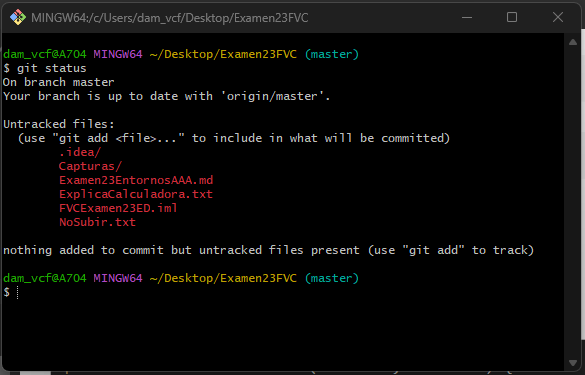 MINGW64:/c/Users/dam_vcf/Desktop/Examen23FVC
dam_vcf@A704 MINGW64 ~/Desktop/Examen23FVC (master)
$ git status
On branch master
Your branch is up to date with 'origin/master'.
Untracked files:
(use "git add <file>..." to include in what will be committed)
.idea/
Capturas/
Examen23EntornosAAA.md
ExplicaCalculadora.txt
FVCExamen23ED.iml
NoSubir.txt
nothing added to commit but untracked files present (use "git add" to track)
dam_vcf@A704 MINGW64 ~/Desktop/Examen23FVC (master)
$